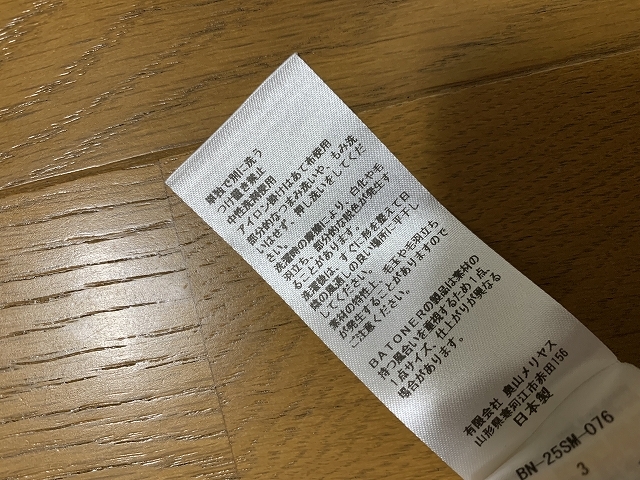 単独で別に洗う
つけ置き禁止
中性洗剤使用
アイロン掛けはあて布使用
部分的なつまみ洗いや、もみ洗
いはせず、押し洗いをしてくだ
さい。
洗濯時の摩擦により、白化や毛
羽立ち、部分的な脱色が発生す
ることがあります。
洗濯後は、すぐに形を整えて日
陰の風通しの良い場所に平干し
してください。
素材の特性上、毛玉や毛羽立ち
が発生することがありますので
ご注意ください。
BATONERの製品は素材の
持つ風合いを重視するため1点、
1点サイズ、仕上がりが異なる
場合があります。
有限会社 奥山メリヤス
山形県寒河江市赤田156
日本製
BN-25SM-076
3